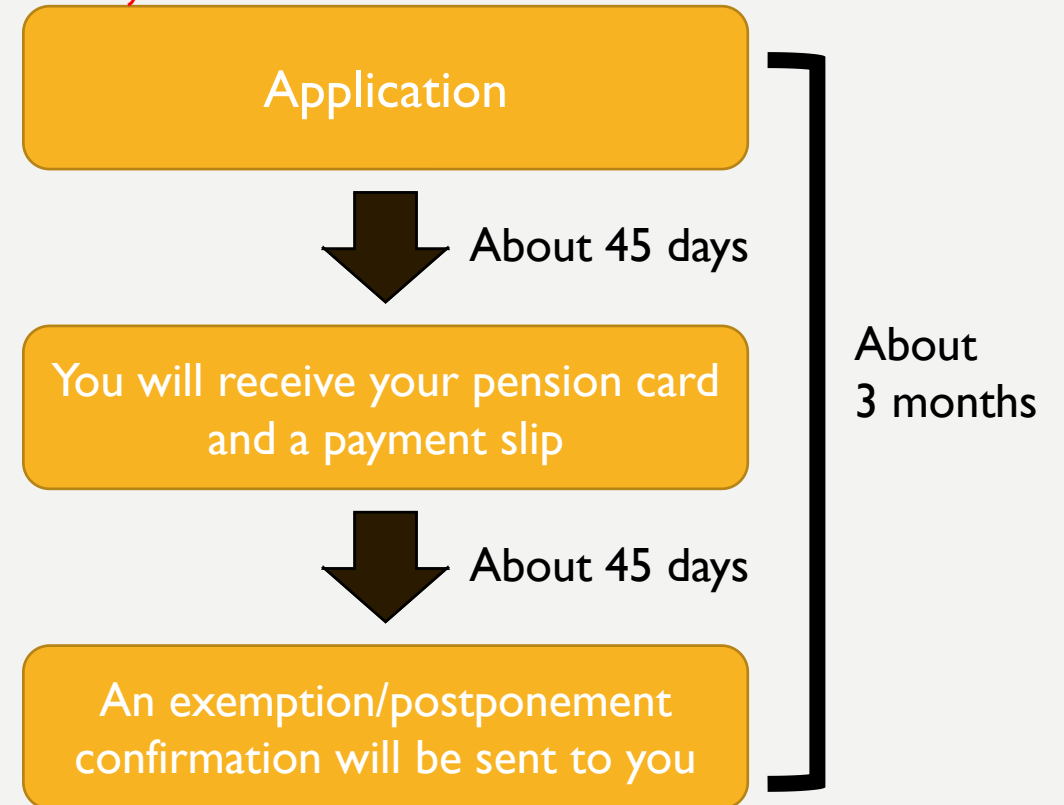 Application
About 45 days
You will receive your pension card
and a payment slip
About
3 months
About 45 days
An exemption/postponement
confirmation will be sent to you